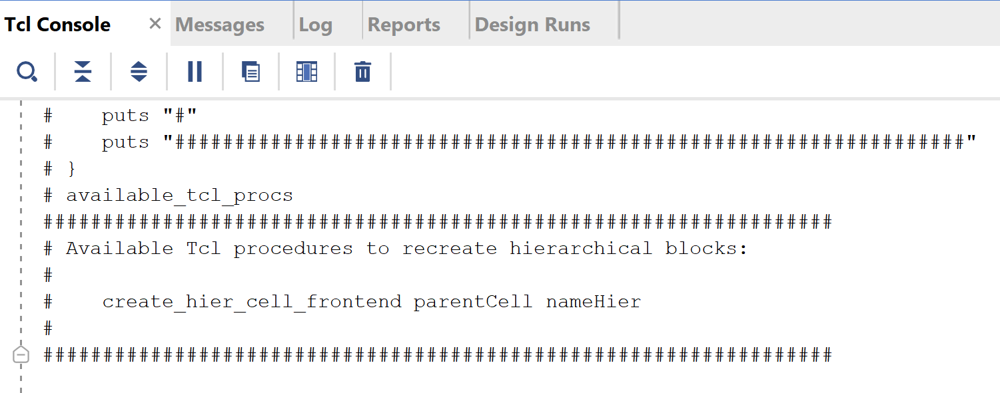 Tcl Console Messages Log Reports Design Runs
#    puts "#"
#    puts "##################################################################"
# }
# available_tcl_procs
##################################################################
# Available Tcl procedures to recreate hierarchical blocks:
#
#    create_hier_cell_frontend parentCell nameHier
#
##################################################################